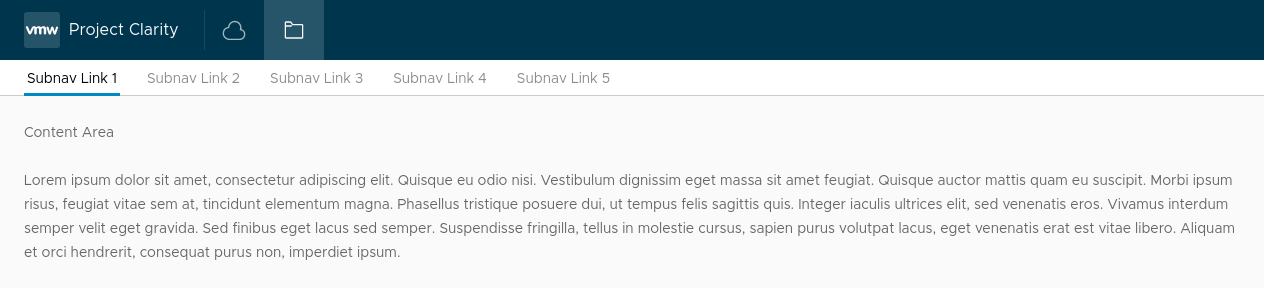 vmw Project Clarity
Subnav Link 1 Subnav Link 2 Subnav Link 3 Subnav Link 4 Subnav Link 5
Content Area
Lorem ipsum dolor sit amet, consectetur adipiscing elit. Quisque eu odio nisi. Vestibulum dignissim eget massa sit amet feugiat. Quisque auctor mattis quam eu suscipit. Morbi ipsum
risus, feugiat vitae sem at, tincidunt elementum magna. Phasellus tristique posuere dui, ut tempus felis sagittis quis. Integer iaculis ultrices elit, sed venenatis eros. Vivamus interdum
semper velit eget gravida. Sed finibus eget lacus sed semper. Suspendisse fringilla, tellus in molestie cursus, sapien purus volutpat lacus, eget venenatis erat est vitae libero. Aliquam
et orci hendrerit, consequat purus non, imperdiet ipsum.